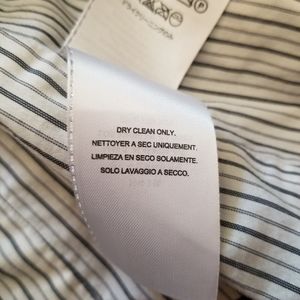 DRY CLEAN ONLY.
NETTOYER A SEC UNIQUEMENT.
LIMPIEZA EN SECO SOLAMENTE.
SOLO LAVAGGIO A SECCO.